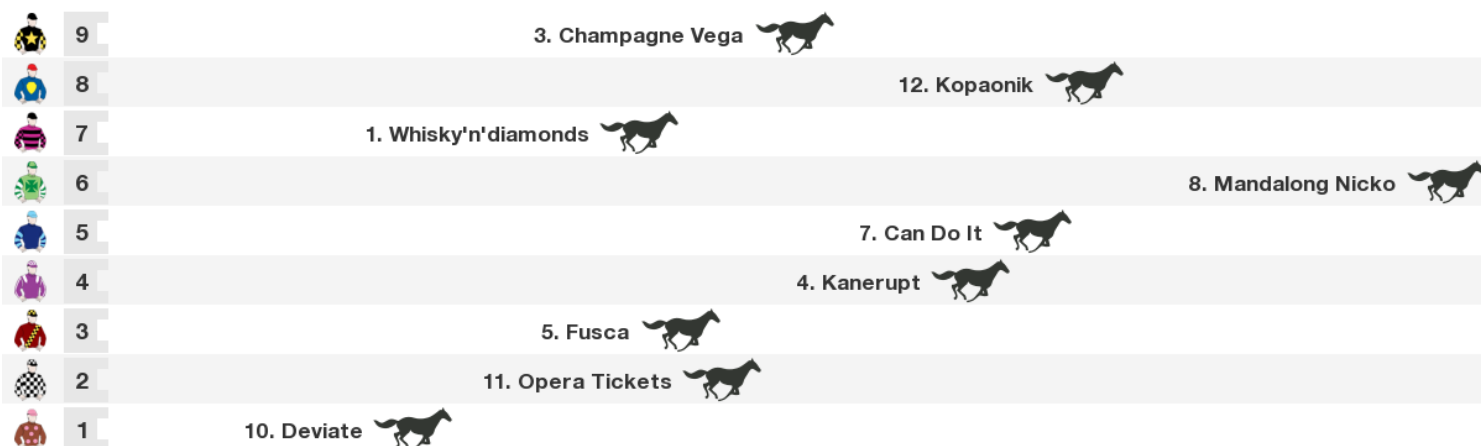 9 3. Champagne Vega
8 12. Kopaonik
7 1. Whisky'n'diamonds
6 8. Mandalong Nicko
5 7. Can Do It
4 4. Kanerupt
3 5. Fusca
2 11. Opera Tickets
1 10. Deviate